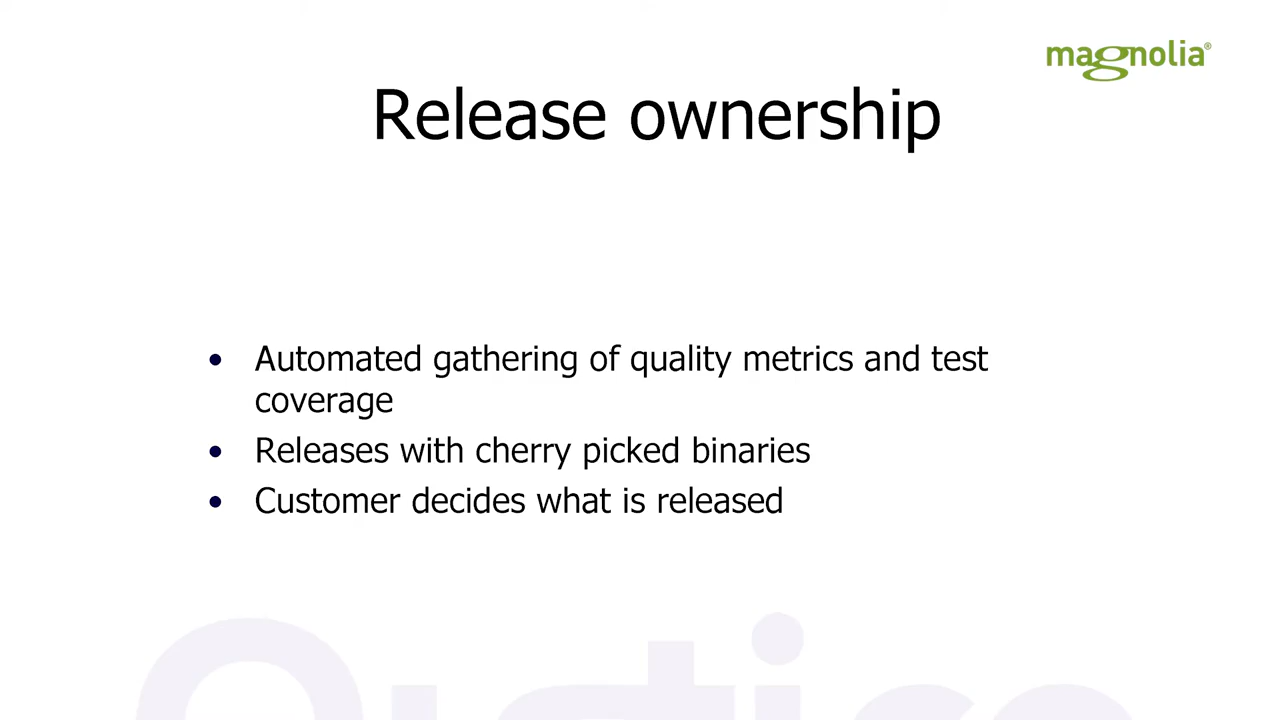 magnolia®
Release ownership
• Automated gathering of quality metrics and test
coverage
• Releases with cherry picked binaries
• Customer decides what is released